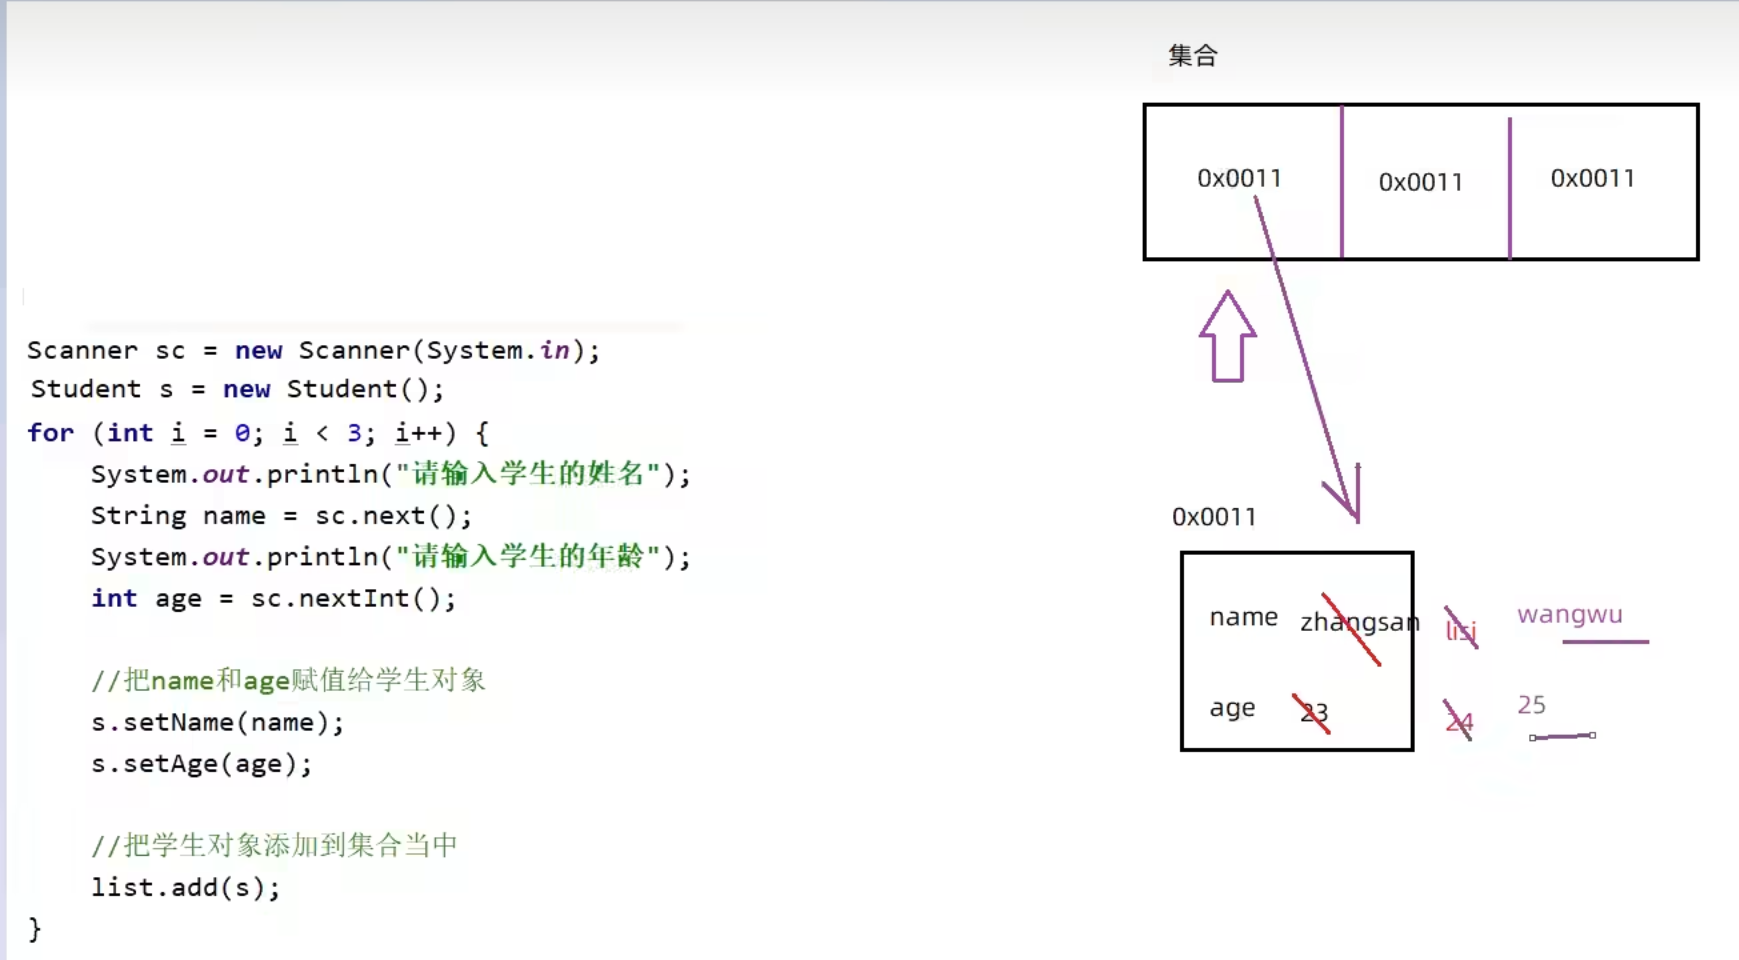 集合
0x0011 0x0011 0x0011
Scanner sc = new Scanner(System.in);
Student s = new Student();
for (int i = 0; i < 3; i++) {
System.out.println("请输入学生的姓名");
String name = sc.next();
System.out.println("请输入学生的年龄");
int age = sc.nextInt();
//把name和age赋值给学生对象
s.setName(name);
s.setAge(age);
//把学生对象添加到集合当中
list.add(s);
}
0x0011
name zhangsan lisi wangwu
age 23 24 25